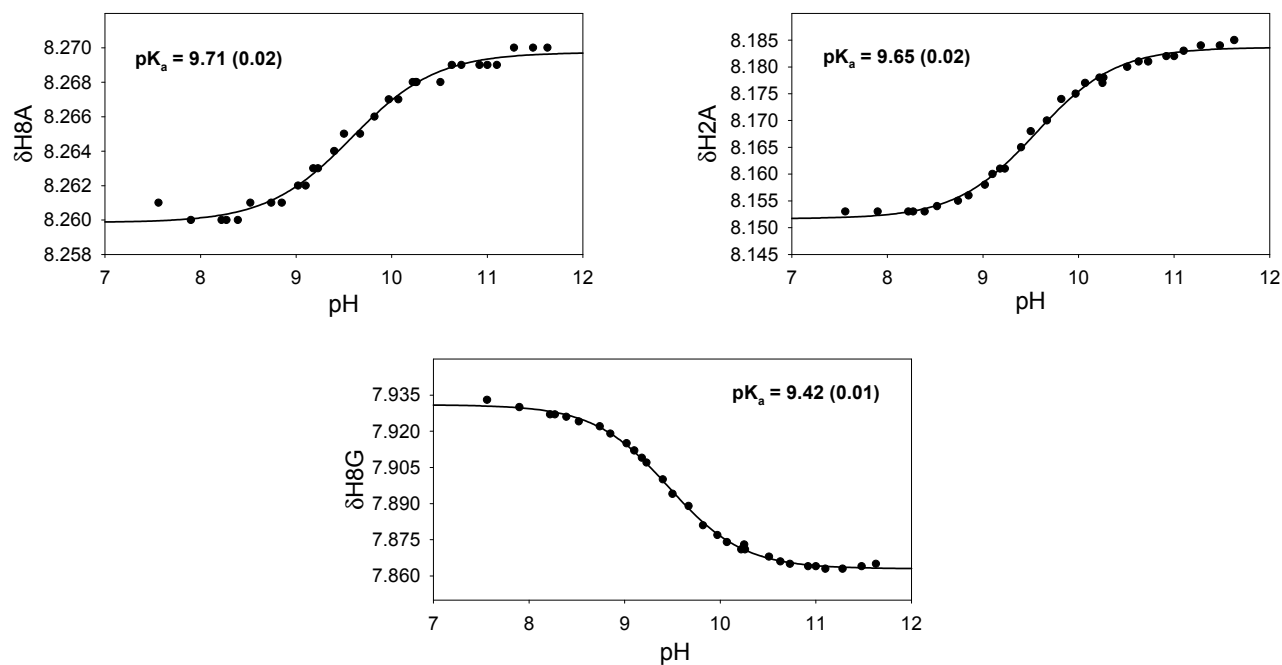 pKa = 9.71 (0.02)
δH8A
8.270
8.268
8.266
8.264
8.262
8.260
8.258
7 8 9 10 11 12
pH
pKa = 9.65 (0.02)
δH2A
8.185
8.180
8.175
8.170
8.165
8.160
8.155
8.150
8.145
7 8 9 10 11 12
pH
pKa = 9.42 (0.01)
δH8G
7.935
7.920
7.905
7.890
7.875
7.860
7 8 9 10 11 12
pH